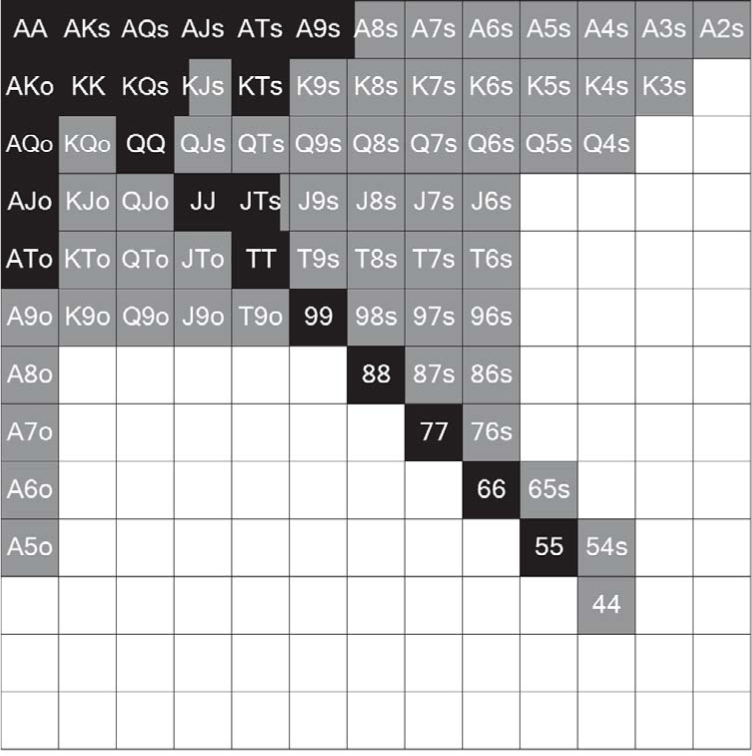 AA AKs AQs AJs ATs A9s A8s A7s A6s A5s A4s A3s A2s
AKo KK KQs KJs KTs K9s K8s K7s K6s K5s K4s K3s
AQo KQo QQ QJs QTs Q9s Q8s Q7s Q6s Q5s Q4s
AJo KJo QJo JJ JTs J9s J8s J7s J6s
ATo KTo QTo JTo TT T9s T8s T7s T6s
A9o K9o Q9o J9o T9o 99 98s 97s 96s
A8o 88 87s 86s
A7o 77 76s
A6o 66 65s
A5o 55 54s
44